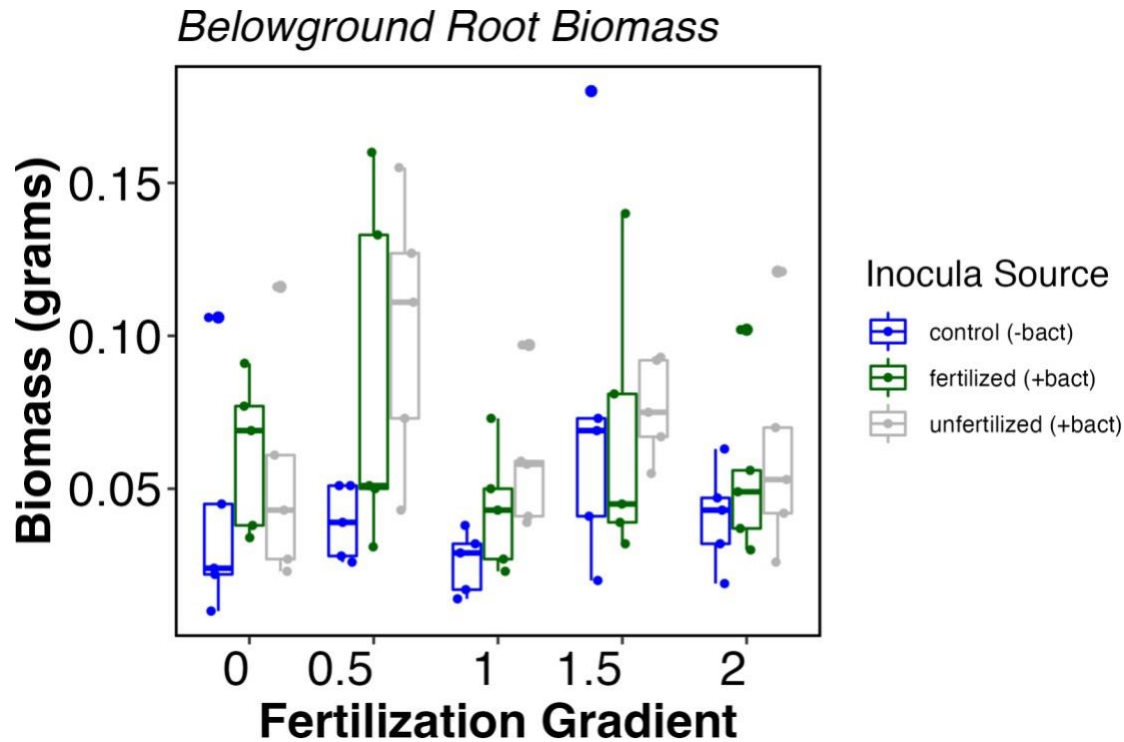 Belowground Root Biomass
Biomass (grams)
0.15
0.10
0.05
0 0.5 1 1.5 2
Fertilization Gradient
Inocula Source
control (-bact)
fertilized (+bact)
unfertilized (+bact)